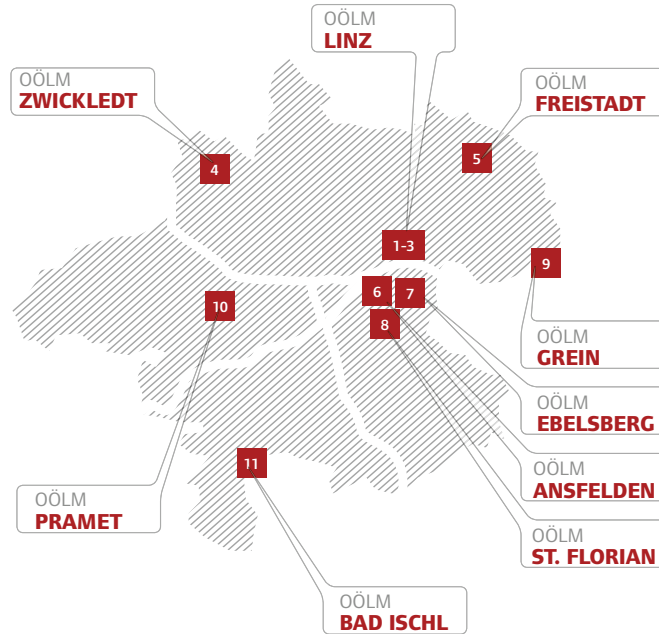 OÖLM
LINZ
OÖLM
ZWICKLEDT
OÖLM
FREISTADT
4
5
1-3
9
6
7
10
8
OÖLM
GREIN
OÖLM
EBELSBERG
11
OÖLM
ANSFELDEN
OÖLM
PRAMET
OÖLM
ST. FLORIAN
OÖLM
BAD ISCHL